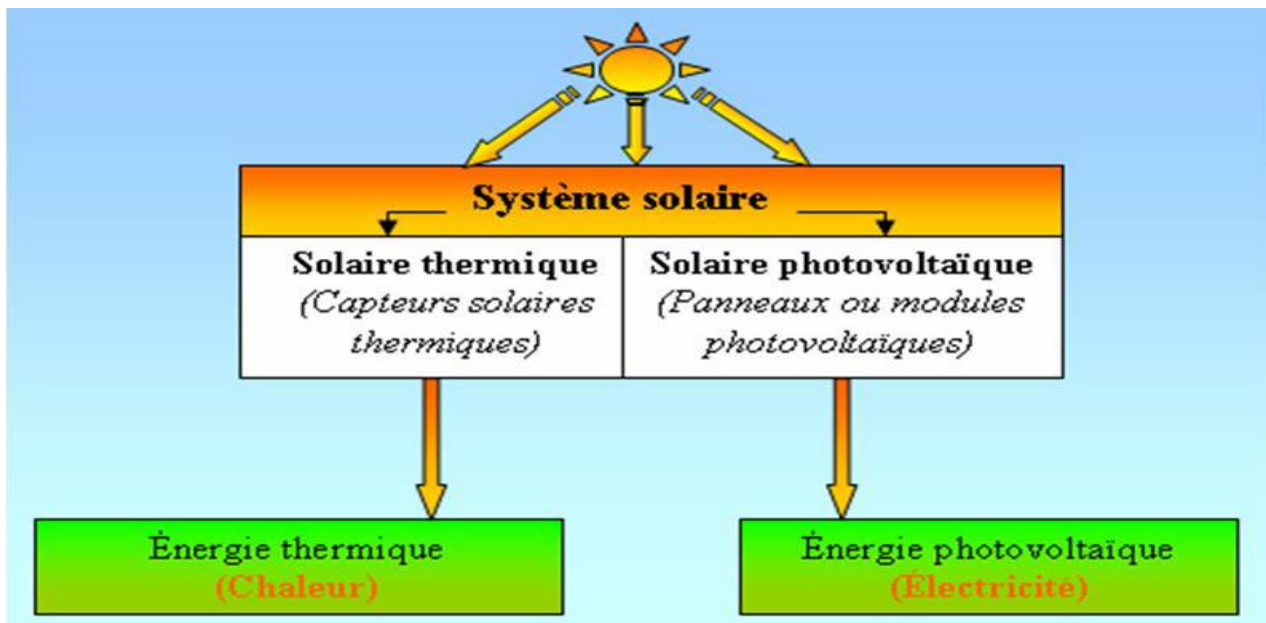 Système solaire
Solaire thermique
(Capteurs solaires
thermiques)
Solaire photovoltaïque
(Panneaux ou modules
photovoltaïques)
Énergie thermique
(Chaleur)
Énergie photovoltaïque
(Électricité)